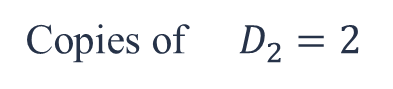 Copies of D₂ = 2